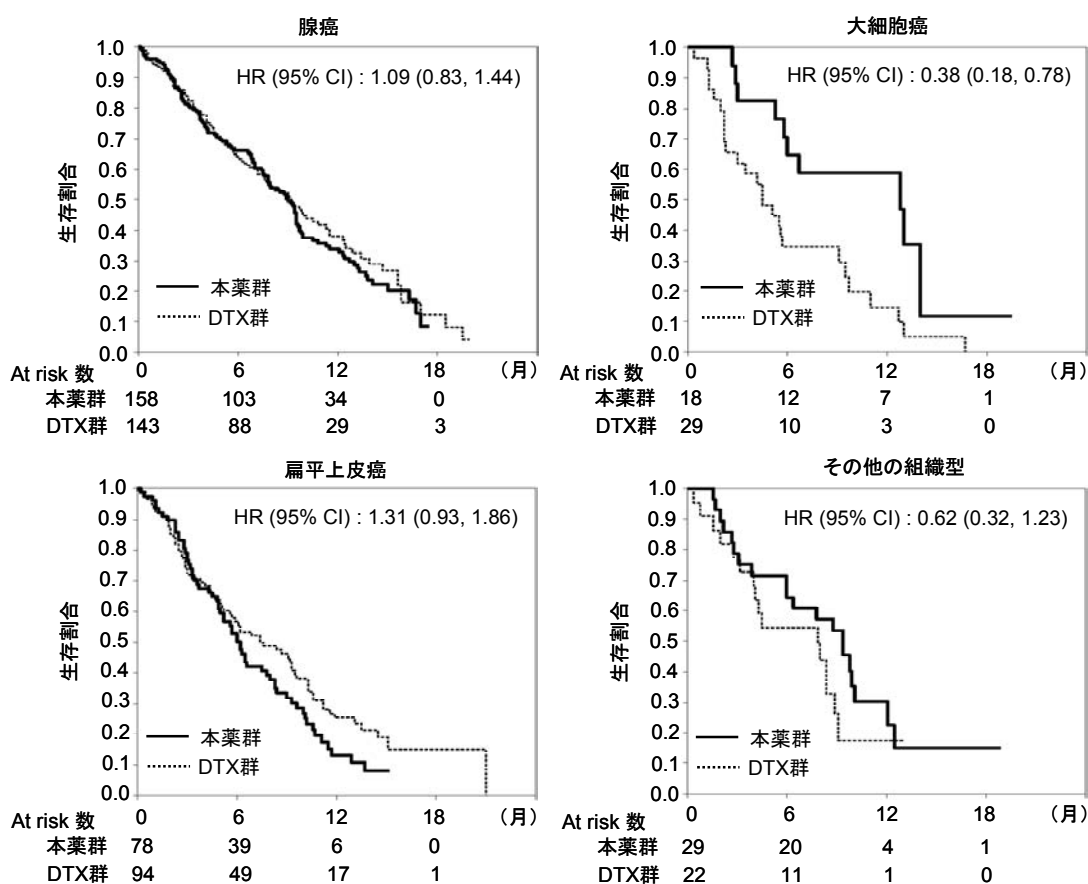 腺癌
1.0
0.9
0.8
0.7
0.6
0.5
0.4
0.3
0.2
0.1
0.0
生存割合
HR (95% CI) : 1.09 (0.83, 1.44)
本薬群
DTX群
0 6 12 18 (月)
At risk 数
本薬群 158 103 34 0
DTX群 143 88 29 3
大細胞癌
1.0
0.9
0.8
0.7
0.6
0.5
0.4
0.3
0.2
0.1
0.0
生存割合
HR (95% CI) : 0.38 (0.18, 0.78)
本薬群
DTX群
0 6 12 18 (月)
At risk 数
本薬群 18 12 7 1
DTX群 29 10 3 0
扁平上皮癌
1.0
0.9
0.8
0.7
0.6
0.5
0.4
0.3
0.2
0.1
0.0
生存割合
HR (95% CI) : 1.31 (0.93, 1.86)
本薬群
DTX群
0 6 12 18 (月)
At risk 数
本薬群 78 39 6 0
DTX群 94 49 17 1
その他の組織型
1.0
0.9
0.8
0.7
0.6
0.5
0.4
0.3
0.2
0.1
0.0
生存割合
HR (95% CI) : 0.62 (0.32, 1.23)
本薬群
DTX群
0 6 12 18 (月)
At risk 数
本薬群 29 20 4 1
DTX群 22 11 1 0